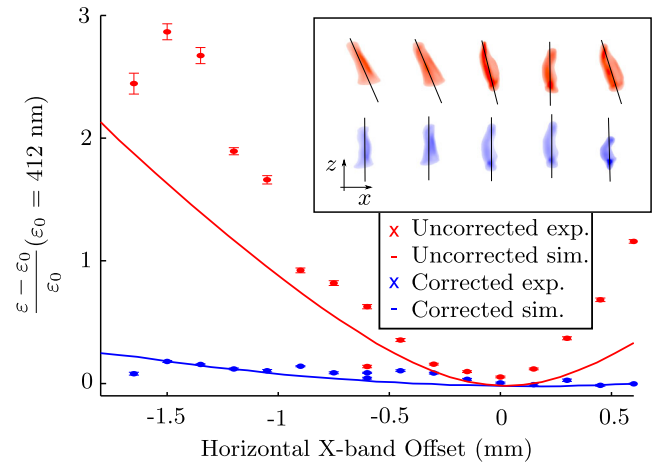 3
2
1
0
-1.5
-1
-0.5
0
0.5
Horizontal X-band Offset (mm)
ε − ε₀
ε₀
(ε₀ = 412 nm)
z
x
x Uncorrected exp.
- Uncorrected sim.
x Corrected exp.
- Corrected sim.